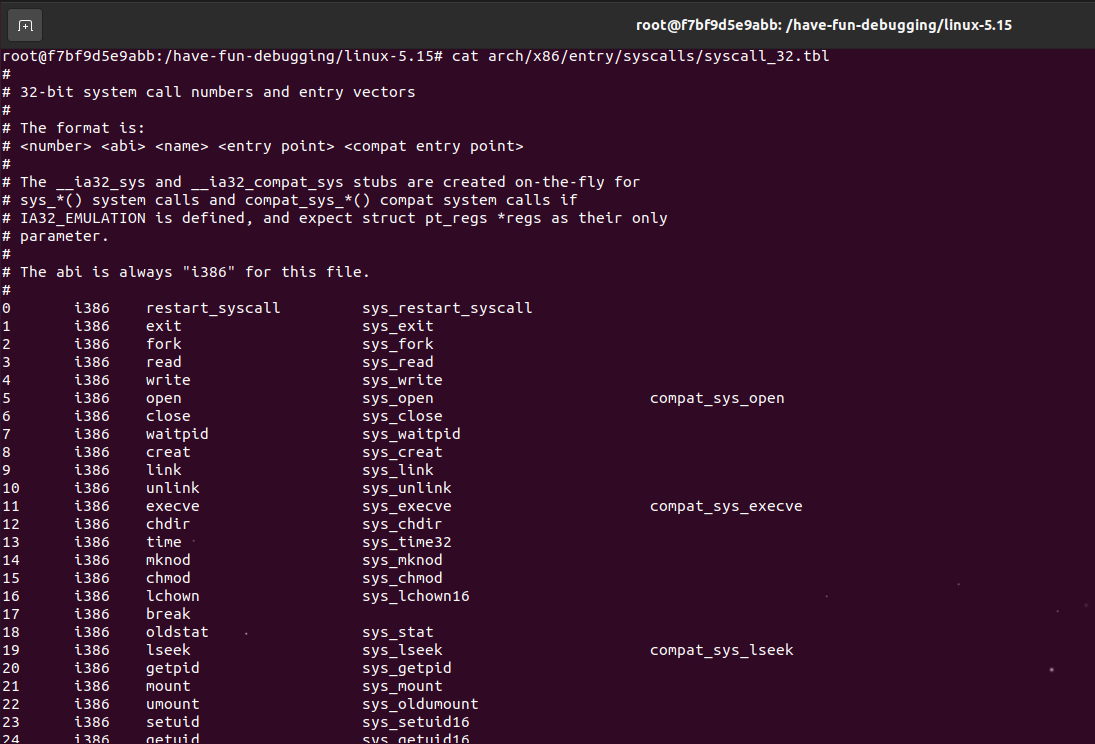 root@f7bf9d5e9abb: /have-fun-debugging/linux-5.15
root@f7bf9d5e9abb:/have-fun-debugging/linux-5.15# cat arch/x86/entry/syscalls/syscall_32.tbl
#
# 32-bit system call numbers and entry vectors
#
# The format is:
# <number> <abi> <name> <entry point> <compat entry point>
#
# The __ia32_sys and __ia32_compat_sys stubs are created on-the-fly for
# sys_*() system calls and compat_sys_*() compat system calls if
# IA32_EMULATION is defined, and expect struct pt_regs *regs as their only
# parameter.
#
# The abi is always "i386" for this file.
#
0       i386    restart_syscall         sys_restart_syscall
1       i386    exit                    sys_exit
2       i386    fork                    sys_fork
3       i386    read                    sys_read
4       i386    write                   sys_write
5       i386    open                    sys_open                        compat_sys_open
6       i386    close                   sys_close
7       i386    waitpid                 sys_waitpid
8       i386    creat                   sys_creat
9       i386    link                    sys_link
10      i386    unlink                  sys_unlink
11      i386    execve                  sys_execve                      compat_sys_execve
12      i386    chdir                   sys_chdir
13      i386    time                    sys_time32
14      i386    mknod                   sys_mknod
15      i386    chmod                   sys_chmod
16      i386    lchown                  sys_lchown16
17      i386    break
18      i386    oldstat                 sys_stat
19      i386    lseek                   sys_lseek                       compat_sys_lseek
20      i386    getpid                  sys_getpid
21      i386    mount                   sys_mount
22      i386    umount                  sys_oldumount
23      i386    setuid                  sys_setuid16
24      i386    getuid                  sys_getuid16